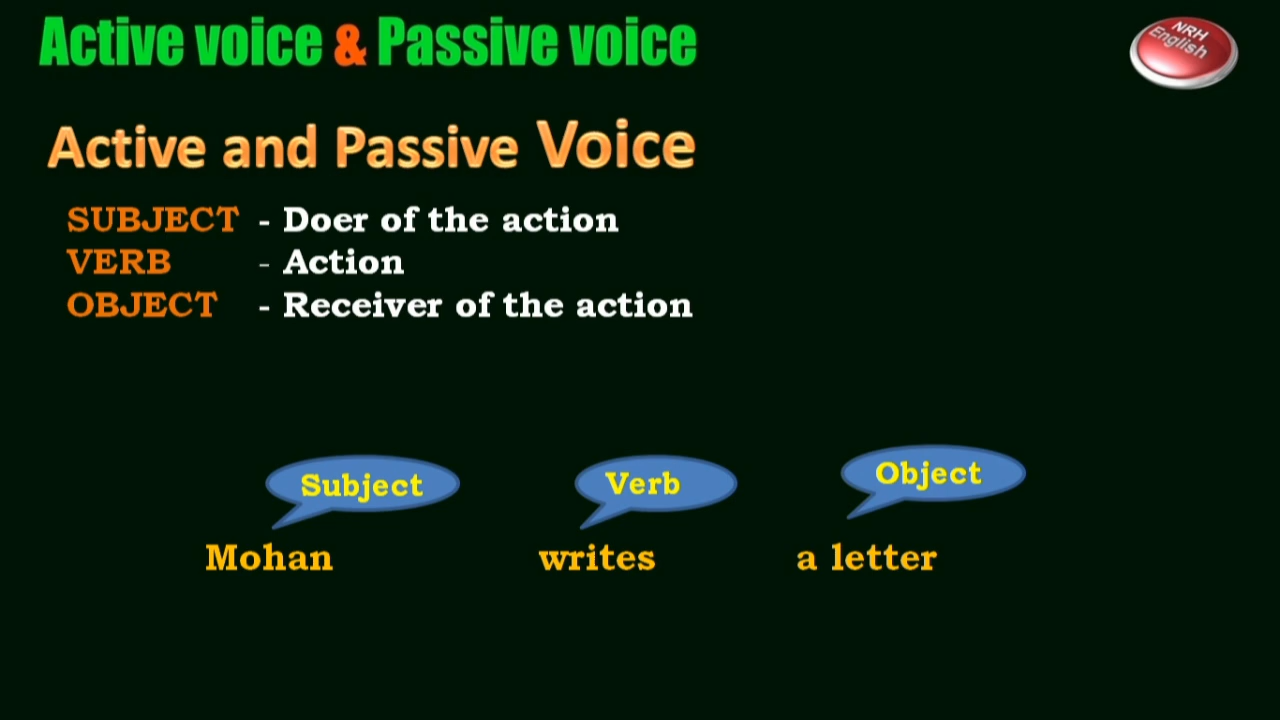 Active voice & Passive voice
NRH
English
Active and Passive Voice
SUBJECT - Doer of the action
VERB - Action
OBJECT - Receiver of the action
Subject Verb Object
Mohan writes a letter